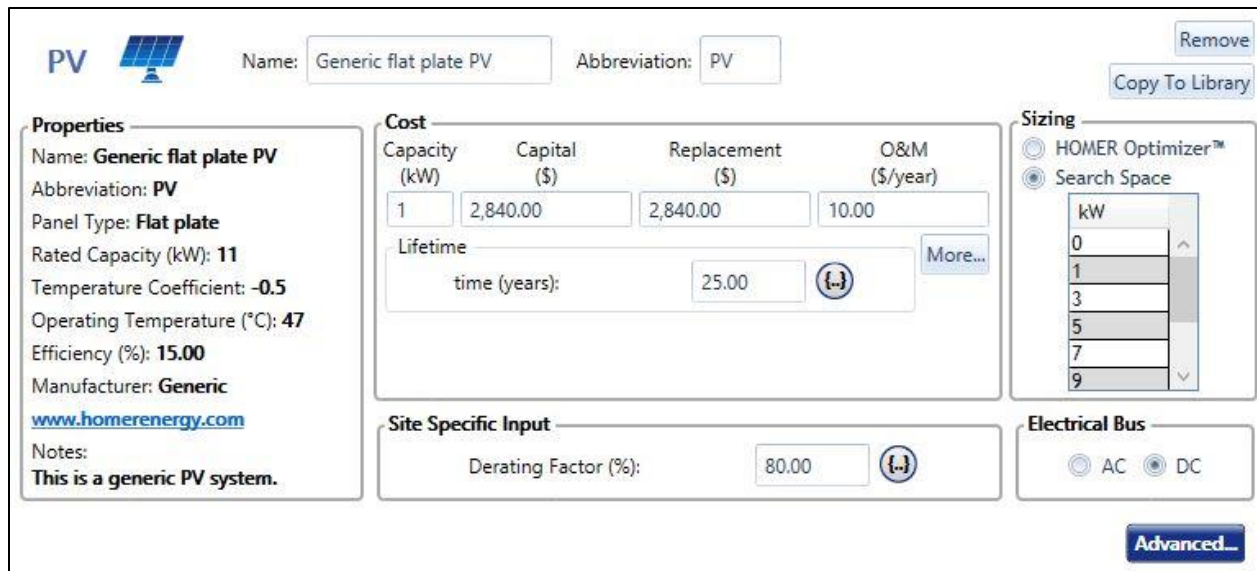 PV
Name: Generic flat plate PV
Abbreviation: PV
Remove
Copy To Library
Properties
Name: Generic flat plate PV
Abbreviation: PV
Panel Type: Flat plate
Rated Capacity (kW): 11
Temperature Coefficient: -0.5
Operating Temperature (°C): 47
Efficiency (%): 15.00
Manufacturer: Generic
www.homerenergy.com
Notes:
This is a generic PV system.
Cost
Capacity (kW)
Capital ($)
Replacement ($)
O&M ($/year)
1 2,840.00 2,840.00 10.00
Lifetime
time (years): 25.00 {..}
More...
Site Specific Input
Derating Factor (%): 80.00 {..}
Sizing
HOMER Optimizer™
Search Space
kW
0
1
3
5
7
9
Electrical Bus
AC DC
Advanced...